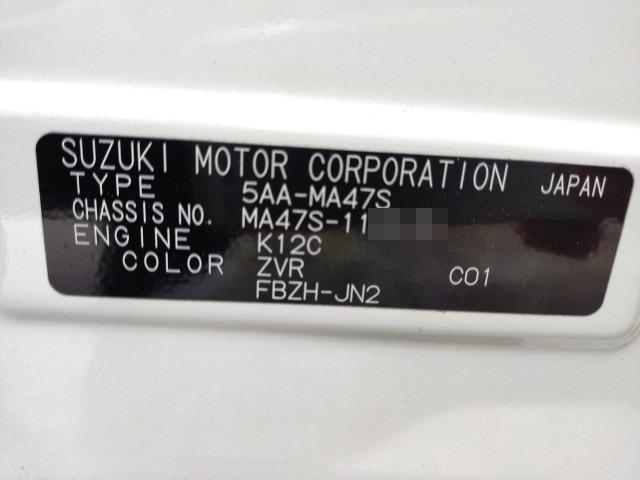 SUZUKI MOTOR CORPORATION JAPAN
TYPE 5AA-MA47S
CHASSIS NO. MA47S-11
ENGINE K12C
COLOR ZVR C01
FBZH-JN2